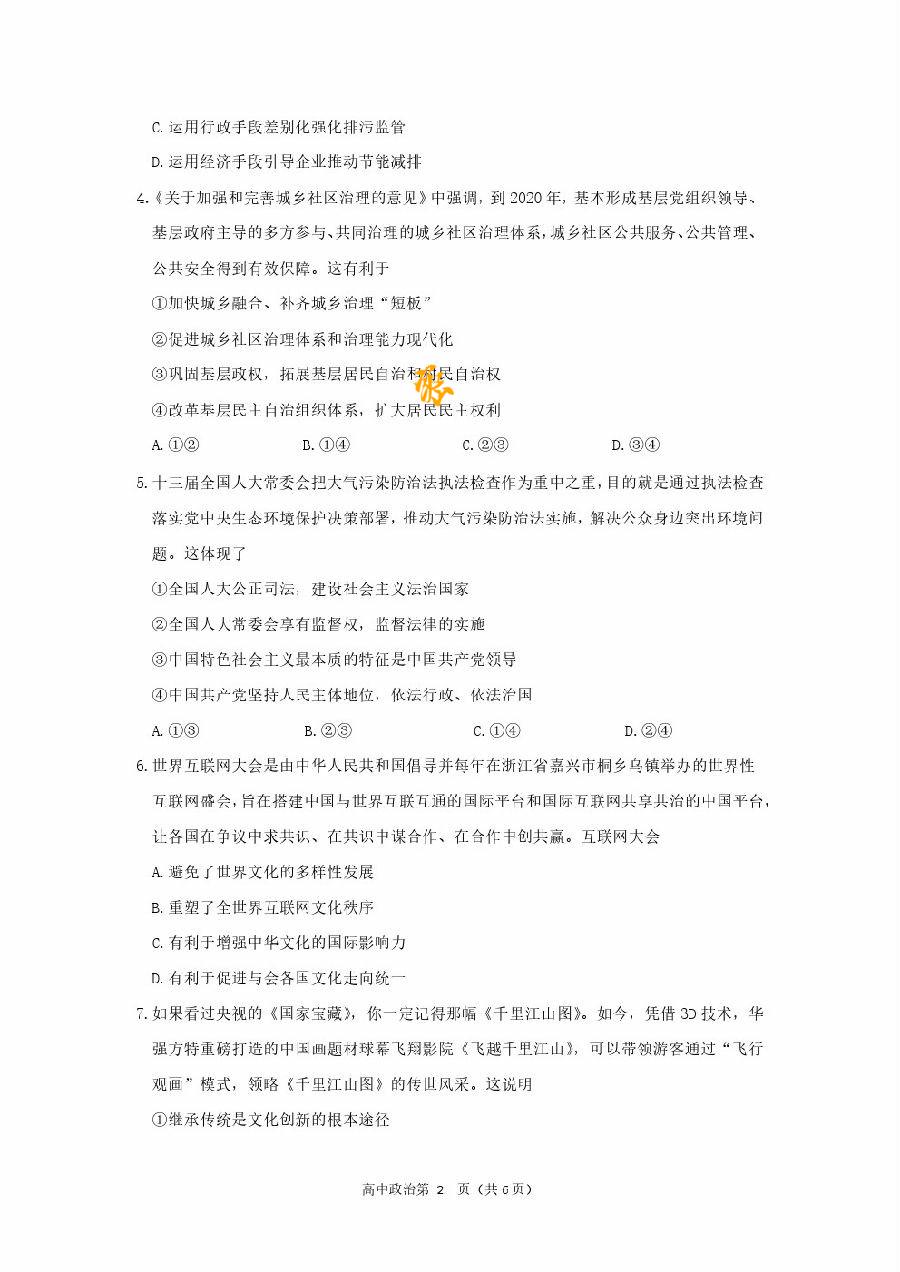 C. 运用行政手段差别化强化排污监管
D. 运用经济手段引导企业推动节能减排
4.《关于加强和完善城乡社区治理的意见》中强调，到 2020 年，基本形成基层党组织领导、
基层政府主导的多方参与、共同治理的城乡社区治理体系，城乡社区公共服务、公共管理、
公共安全得到有效保障。这有利于
①加快城乡融合、补齐城乡治理“短板”
②促进城乡社区治理体系和治理能力现代化
③巩固基层政权，拓展基层居民自治和村民自治权
④改革基层民主自治组织体系，扩大居民民主权利
A. ①② B. ①④ C. ②③ D. ③④
5. 十三届全国人大常委会把大气污染防治法执法检查作为重中之重，目的就是通过执法检查
落实党中央生态环境保护决策部署，推动大气污染防治法实施，解决公众身边突出环境问
题。这体现了
①全国人大公正司法，建设社会主义法治国家
②全国人大常委会享有监督权，监督法律的实施
③中国特色社会主义最本质的特征是中国共产党领导
④中国共产党坚持人民主体地位，依法行政、依法治国
A. ①③ B. ②③ C. ①④ D. ②④
6. 世界互联网大会是由中华人民共和国倡导并每年在浙江省嘉兴市桐乡乌镇举办的世界性
互联网盛会，旨在搭建中国与世界互联互通的国际平台和国际互联网共享共治的中国平台，
让各国在争议中求共识、在共识中谋合作、在合作中创共赢。互联网大会
A. 避免了世界文化的多样性发展
B. 重塑了全世界互联网文化秩序
C. 有利于增强中华文化的国际影响力
D. 有利于促进与会各国文化走向统一
7. 如果看过央视的《国家宝藏》，你一定记得那幅《千里江山图》。如今，凭借 3D 技术，华
强方特重磅打造的中国画题材球幕飞翔影院《飞越千里江山》，可以带领游客通过“飞行
观画”模式，领略《千里江山图》的传世风采。这说明
①继承传统是文化创新的根本途径
高中政治第 2 页（共 6 页）